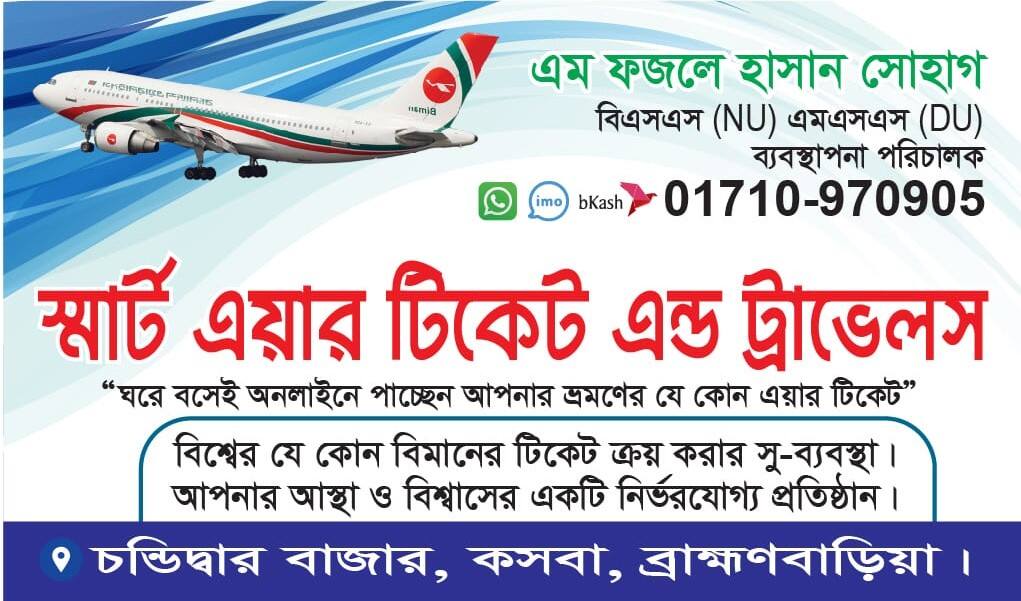 এম ফজলে হাসান সোহাগ
বিএসএস (NU) এমএসএস (DU)
ব্যবস্থাপনা পরিচালক
imo bKash 01710-970905
স্মার্ট এয়ার টিকেট এন্ড ট্রাভেলস
“ঘরে বসেই অনলাইনে পাচ্ছেন আপনার ভ্রমণের যে কোন এয়ার টিকেট”
বিশ্বের যে কোন বিমানের টিকেট ক্রয় করার সু-ব্যবস্থা।
আপনার আস্থা ও বিশ্বাসের একটি নির্ভরযোগ্য প্রতিষ্ঠান।
চন্ডিদ্বার বাজার, কসবা, ব্রাহ্মণবাড়িয়া।